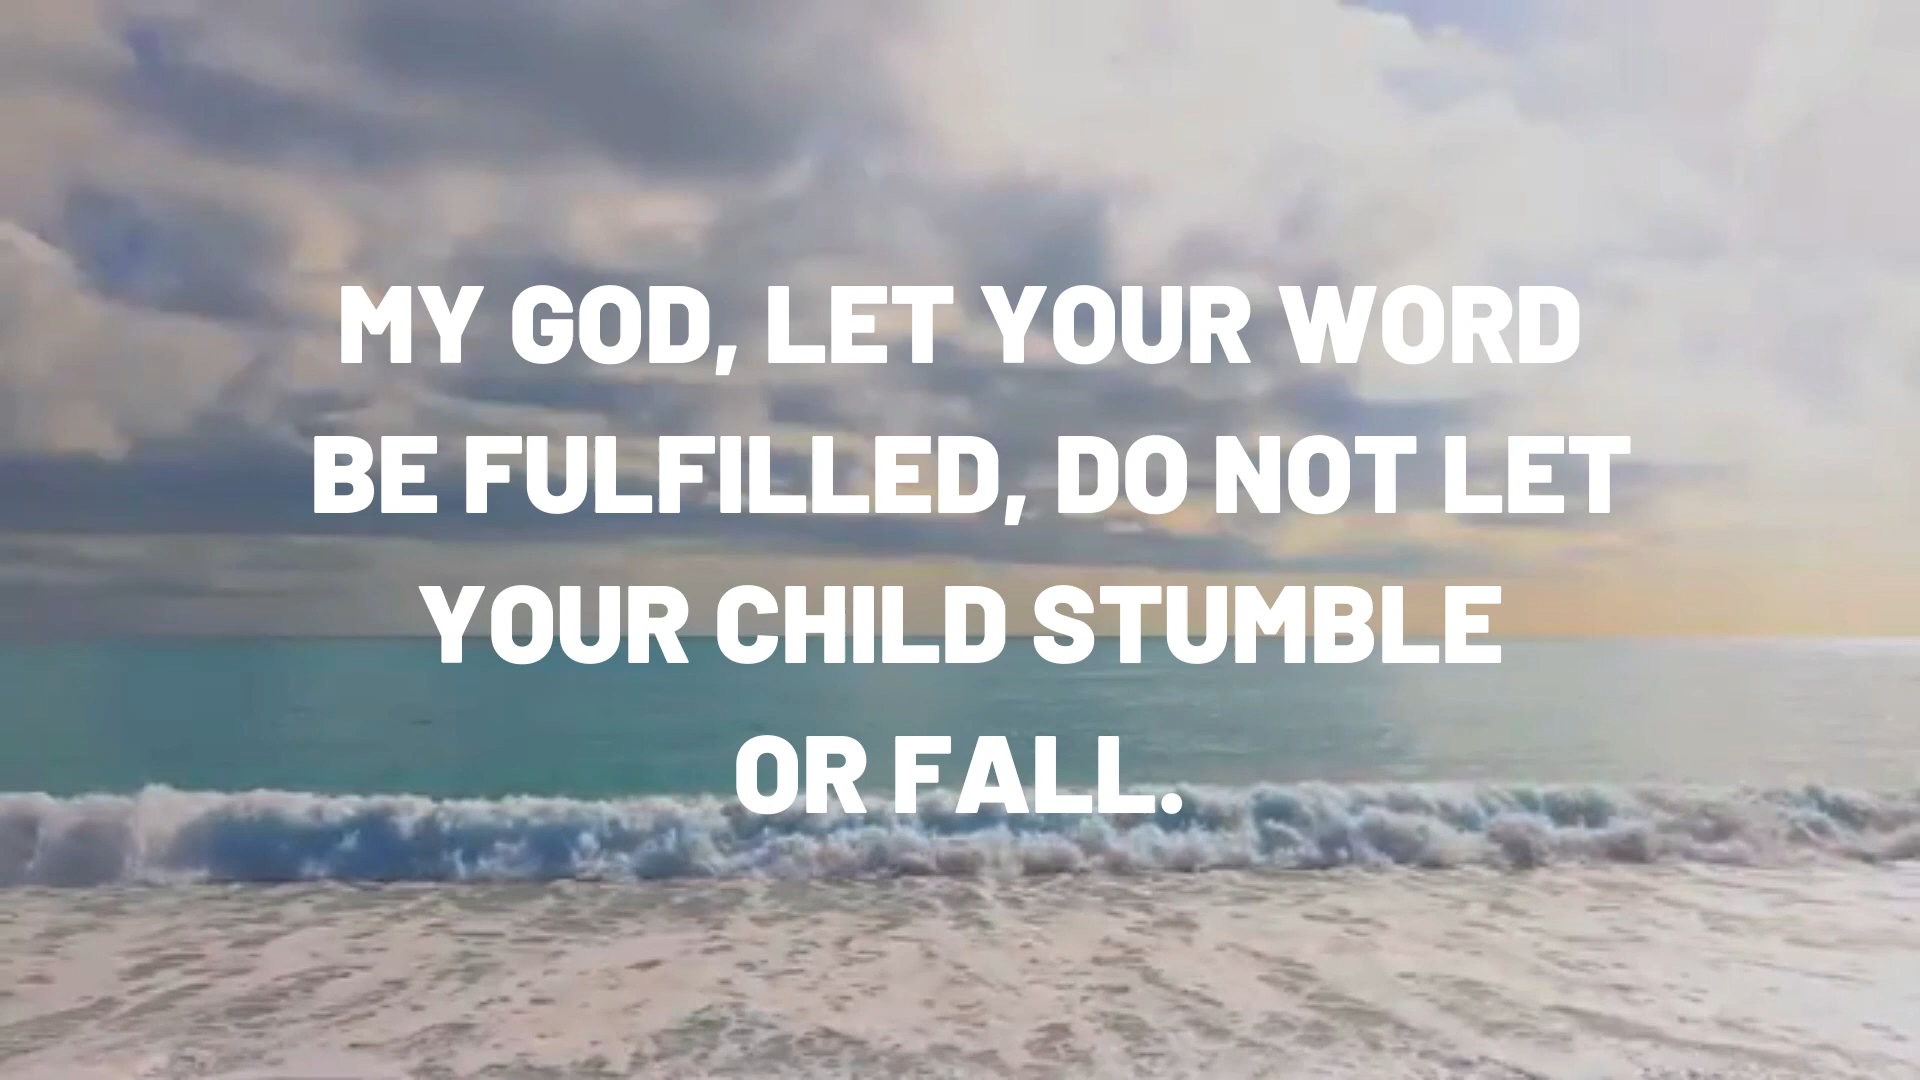 MY GOD, LET YOUR WORD
BE FULFILLED, DO NOT LET
YOUR CHILD STUMBLE
OR FALL.